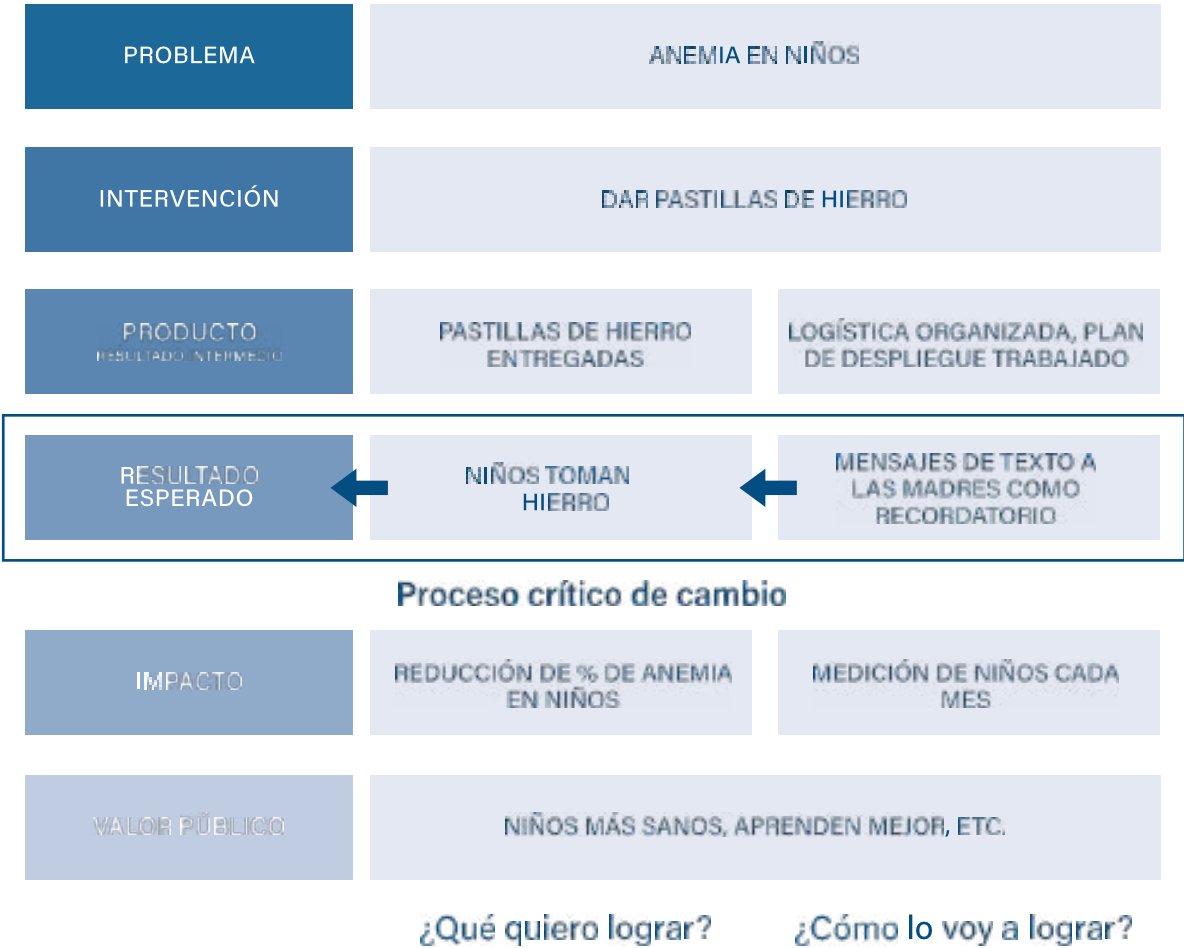 PROBLEMA
ANEMIA EN NIÑOS
INTERVENCIÓN
DAR PASTILLAS DE HIERRO
PRODUCTO
RESULTADO INTERMEDIO
PASTILLAS DE HIERRO
ENTREGADAS
LOGÍSTICA ORGANIZADA, PLAN
DE DESPLIEGUE TRABAJADO
RESULTADO
ESPERADO
NIÑOS TOMAN
HIERRO
MENSAJES DE TEXTO A
LAS MADRES COMO
RECORDATORIO
Proceso crítico de cambio
IMPACTO
REDUCCIÓN DE % DE ANEMIA
EN NIÑOS
MEDICIÓN DE NIÑOS CADA
MES
VALOR PÚBLICO
NIÑOS MÁS SANOS, APRENDEN MEJOR, ETC.
¿Qué quiero lograr?
¿Cómo lo voy a lograr?